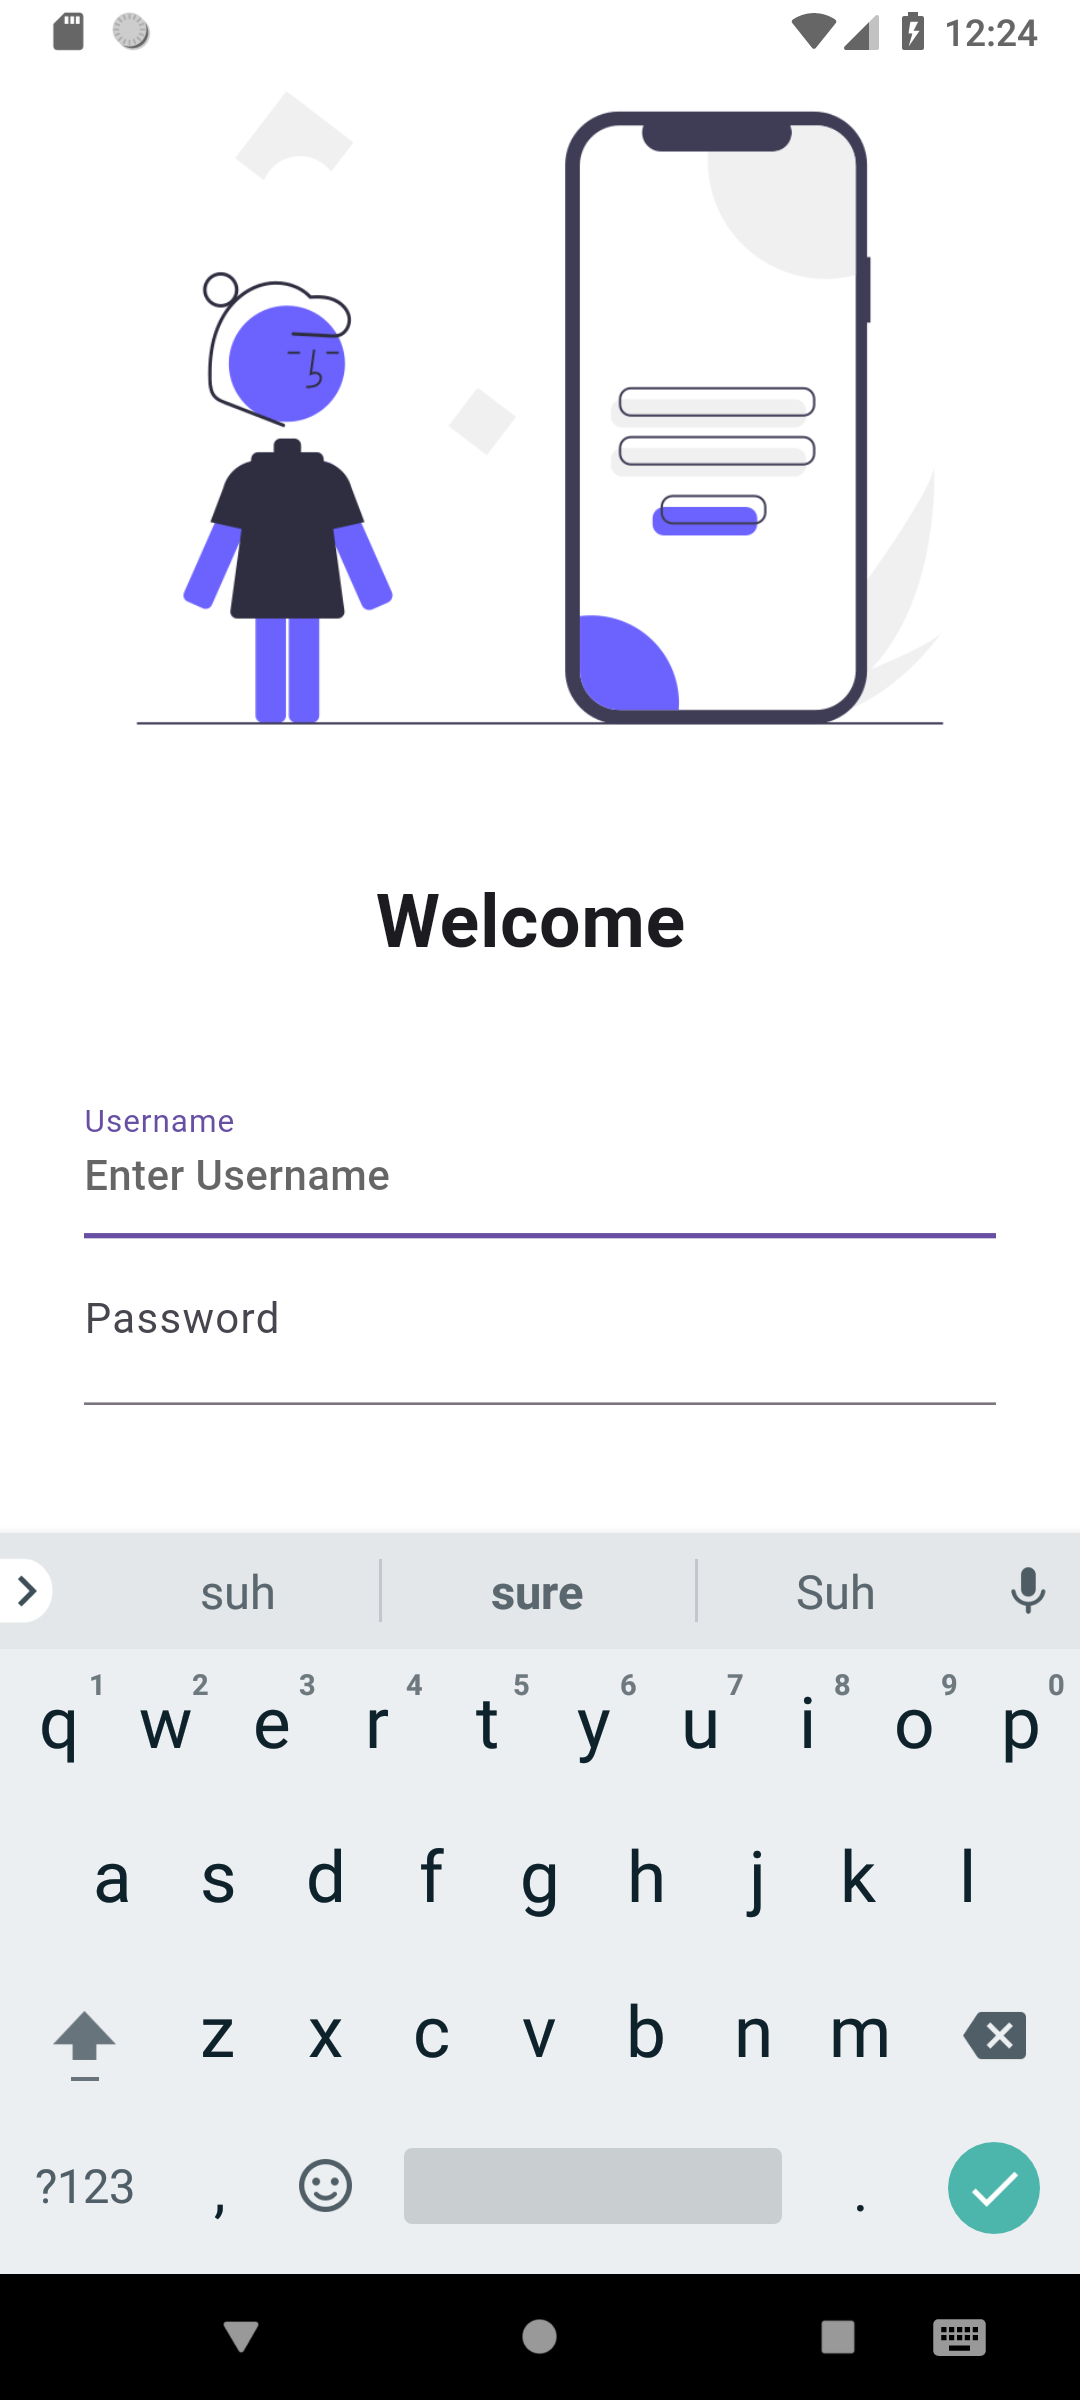 12:24
Welcome
Username
Enter Username
Password
suh sure Suh
1 2 3 4 5 6 7 8 9 0
q w e r t y u i o p
a s d f g h j k l
z x c v b n m
?123 , .